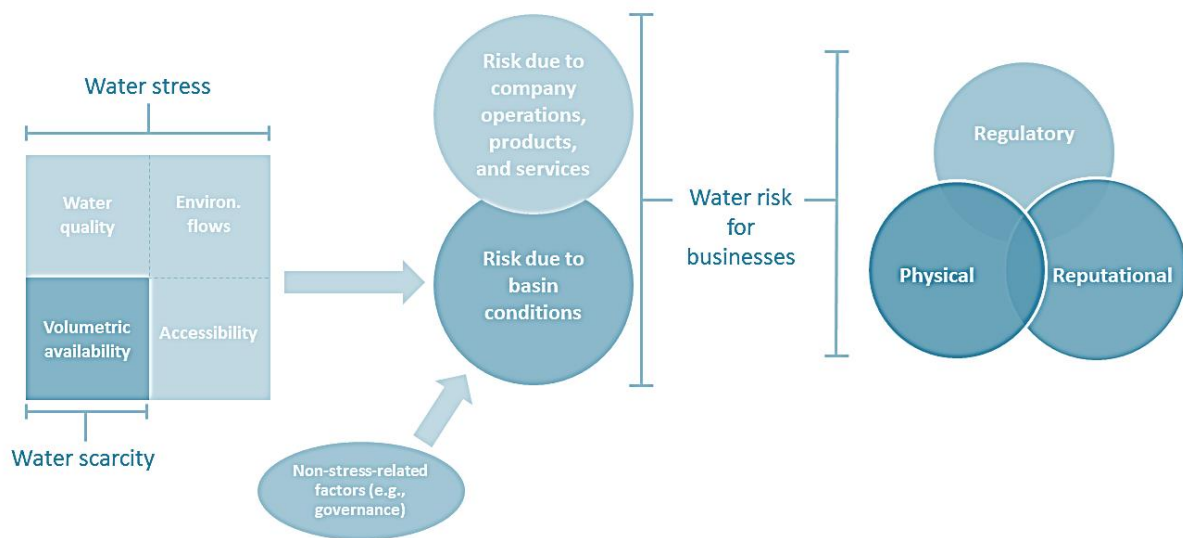 Water stress
Water
quality
Environ.
flows
Volumetric
availability
Accessibility
Water scarcity
Non-stress-related
factors (e.g.,
governance)
Risk due to
company
operations,
products,
and services
Risk due to
basin
conditions
Water risk
for
businesses
Regulatory
Physical
Reputational